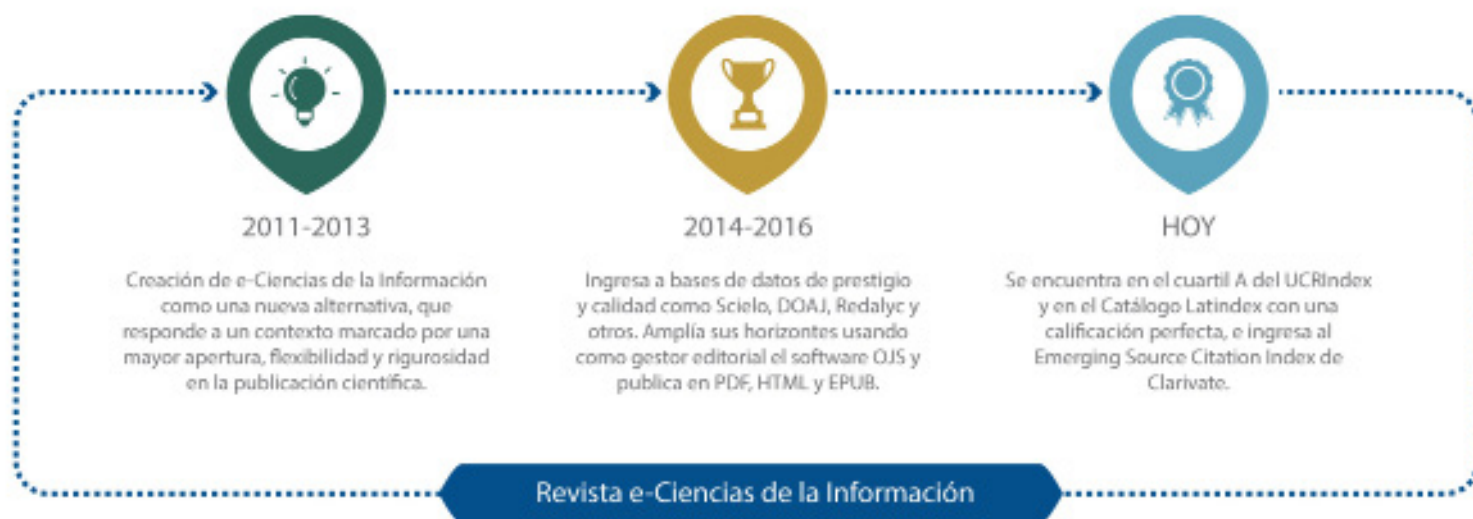 2011-2013
Creación de e-Ciencias de la Información
como una nueva alternativa, que
responde a un contexto marcado por una
mayor apertura, flexibilidad y rigurosidad
en la publicación científica.
2014-2016
Ingresa a bases de datos de prestigio
y calidad como Scielo, DOAJ, Redalyc y
otros. Amplía sus horizontes usando
como gestor editorial el software OJS y
publica en PDF, HTML y EPUB.
HOY
Se encuentra en el cuartil A del UCRIndex
y en el Catálogo Latindex con una
calificación perfecta, e ingresa al
Emerging Source Citation Index de
Clarivate.
Revista e-Ciencias de la Información